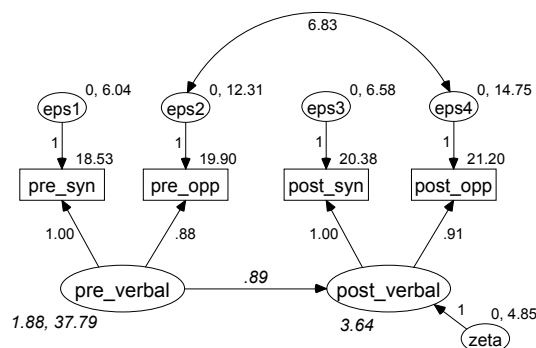 6.83
0, 6.04
0, 12.31
0, 6.58
0, 14.75
eps1
eps2
eps3
eps4
1
1
1
1
18.53
19.90
20.38
21.20
pre_syn
pre_opp
post_syn
post_opp
1.00
.88
1.00
.91
.89
pre_verbal
post_verbal
1.88, 37.79
3.64
1
0, 4.85
zeta